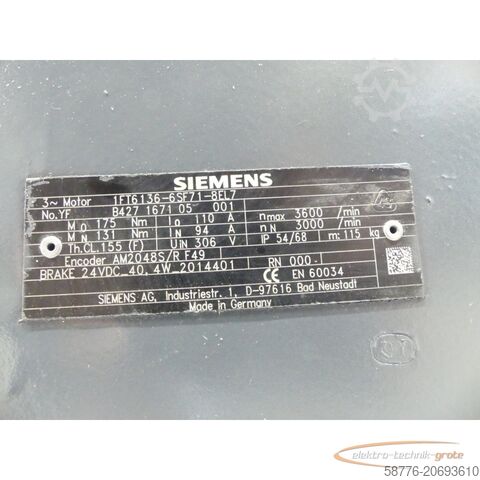 SIEMENS
3~ Motor 1FT6136-6SF71-8EL7
No.YF B427 1671 05 001
M₀ 175 Nm I₀ 110 A nmax 3600 /min
M N 131 Nm I N 94 A n N 3000 /min
Th.CL.155 (F) UiN 306 V IP 54/68 m: 115 kg
Encoder AM2048S/R F49 RN 000
BRAKE 24VDC 40,4W 2014401 CE EN 60034
SIEMENS AG, Industriestr. 1, D-97616 Bad Neustadt
Made in Germany
elektro-technik-grote
58776-20693610